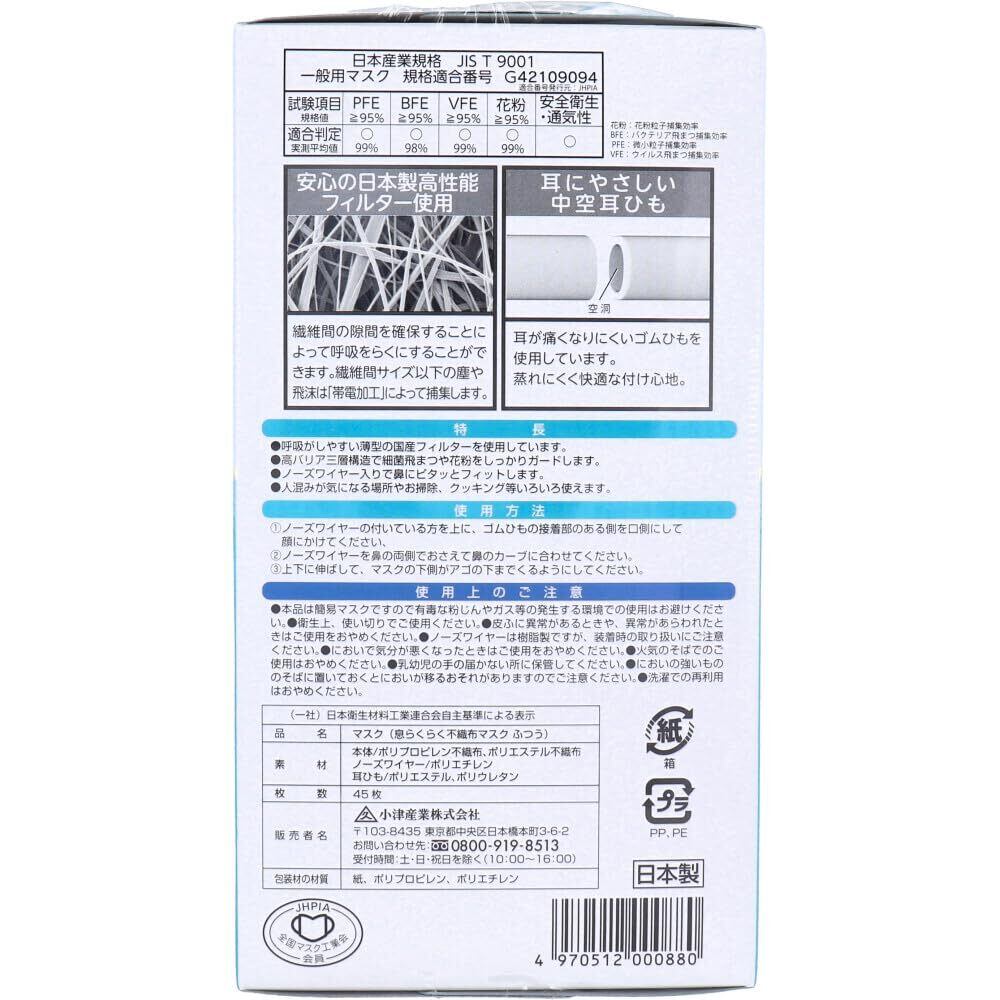 日本産業規格 JIS T 9001
一般用マスク 規格適合番号 G42109094
適合番号発行元:JHPIA
試験項目 PFE BFE VFE 花粉 安全衛生
規格値 ≧95% ≧95% ≧95% ≧95% ・通気性
適合判定 ○ ○ ○ ○ ○
実測平均値 99% 98% 99% 99%
花粉:花粉粒子捕集効率
BFE:バクテリア飛まつ捕集効率
PFE:微小粒子捕集効率
VFE:ウイルス飛まつ捕集効率
安心の日本製高性能
フィルター使用
繊維間の隙間を確保することに
よって呼吸をらくにすることがで
きます。繊維間サイズ以下の塵や
飛沫は「帯電加工」によって捕集します。
耳にやさしい
中空耳ひも
空洞
耳が痛くなりにくいゴムひもを
使用しています。
蒸れにくく快適な付け心地。
特長
●呼吸がしやすい薄型の国産フィルターを使用しています。
●高バリア三層構造で細菌飛まつや花粉をしっかりガードします。
●ノーズワイヤー入りで鼻にピタッとフィットします。
●人混みが気になる場所やお掃除、クッキング等いろいろ使えます。
使用方法
①ノーズワイヤーの付いている方を上に、ゴムひもの接着部のある側を口側にして
顔にかけてください。
②ノーズワイヤーを鼻の両側でおさえて鼻のカーブに合わせてください。
③上下に伸ばして、マスクの下側がアゴの下までくるようにしてください。
使用上のご注意
●本品は簡易マスクですので有毒な粉じんやガス等の発生する環境での使用はお避けくださ
い。●衛生上、使い切りでご使用ください。●皮ふに異常があるときや、異常があらわれたと
きはご使用をおやめください。●ノーズワイヤーは樹脂製ですが、装着時の取り扱いにご注意
ください。●においで気分が悪くなったときはご使用をおやめください。●火気のそばでのご
使用はおやめください。●乳幼児の手の届かない所に保管してください。●においの強いもの
のそばに置いておくとにおいが移るおそれがありますのでご注意ください。●洗濯での再利用
はおやめください。
(一社)日本衛生材料工業連合会自主基準による表示
品名 マスク(息らくらく不織布マスク ふつう)
素材 本体/ポリプロピレン不織布、ポリエステル不織布
ノーズワイヤー/ポリエチレン
耳ひも/ポリエステル、ポリウレタン
枚数 45枚
販売者名 小津産業株式会社
〒103-8435 東京都中央区日本橋本町3-6-2
お問い合わせ先:0800-919-8513
受付時間:土・日・祝日を除く(10:00~16:00)
包装材の材質 紙、ポリプロピレン、ポリエチレン
紙
箱
プラ
PP、PE
日本製
JHPIA
全国マスク工業会
会員
4 970512 000880